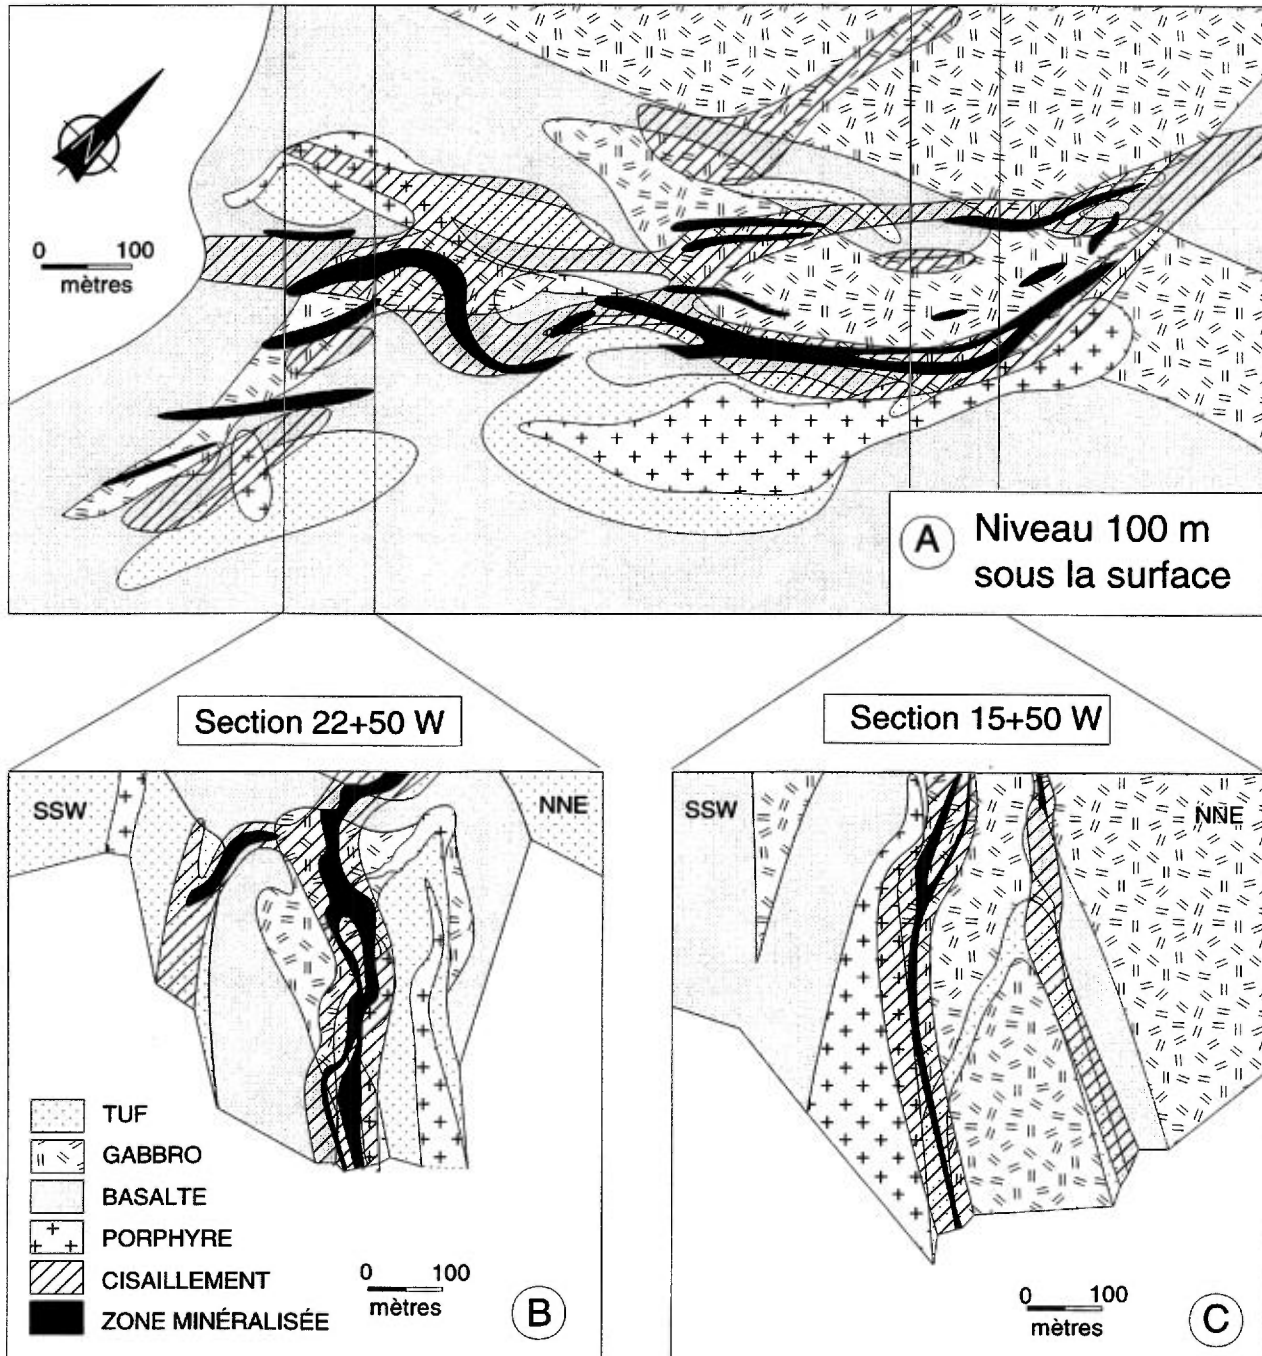 N
0 100
mètres
A Niveau 100 m
sous la surface
Section 22+50 W
Section 15+50 W
SSW
NNE
SSW
NNE
TUF
GABBRO
BASALTE
PORPHYRE
CISAILLEMENT
ZONE MINÉRALISÉE
0 100
mètres
B
0 100
mètres
C